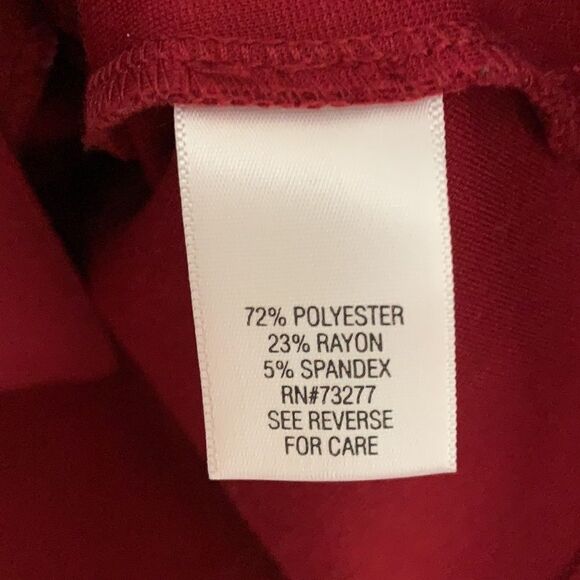 72% POLYESTER
23% RAYON
5% SPANDEX
RN#73277
SEE REVERSE
FOR CARE